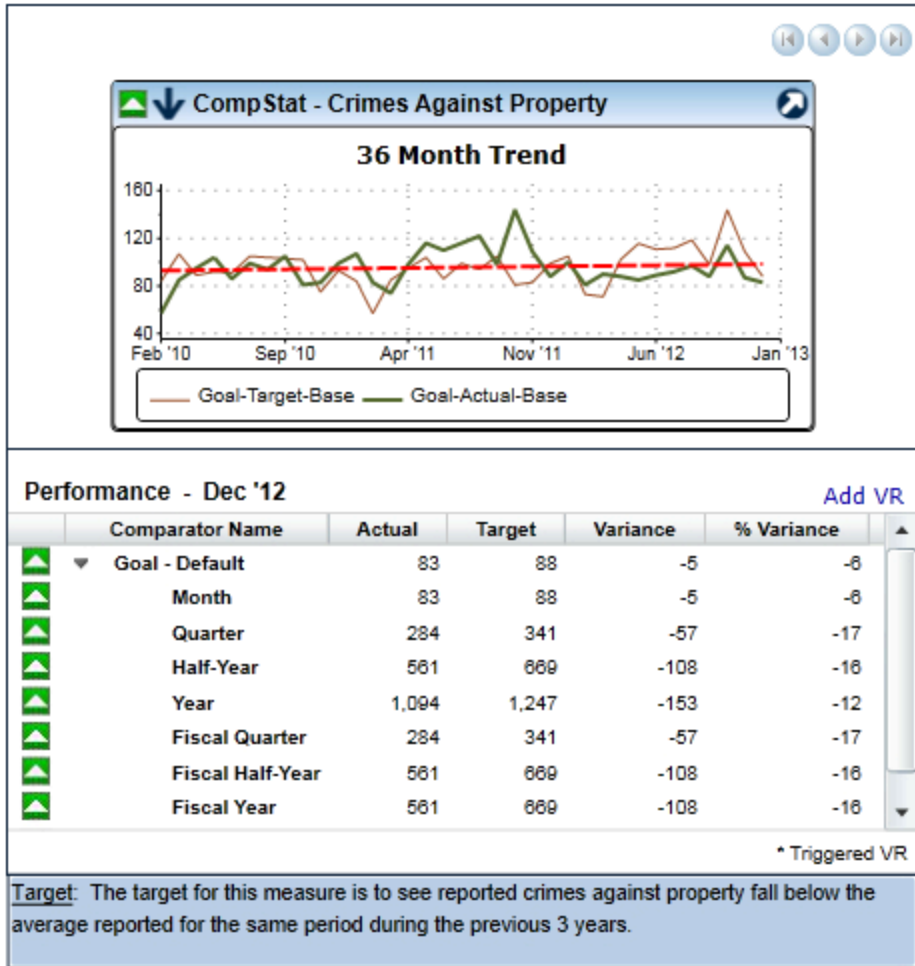 CompStat - Crimes Against Property
36 Month Trend
160
120
80
40
Feb '10 Sep '10 Apr '11 Nov '11 Jun '12 Jan '13
Goal-Target-Base Goal-Actual-Base
Performance - Dec '12 Add VR
Comparator Name Actual Target Variance % Variance
Goal - Default 83 88 -5 -6
Month 83 88 -5 -6
Quarter 284 341 -57 -17
Half-Year 561 669 -108 -16
Year 1,094 1,247 -153 -12
Fiscal Quarter 284 341 -57 -17
Fiscal Half-Year 561 669 -108 -16
Fiscal Year 561 669 -108 -16
* Triggered VR
Target: The target for this measure is to see reported crimes against property fall below the
average reported for the same period during the previous 3 years.